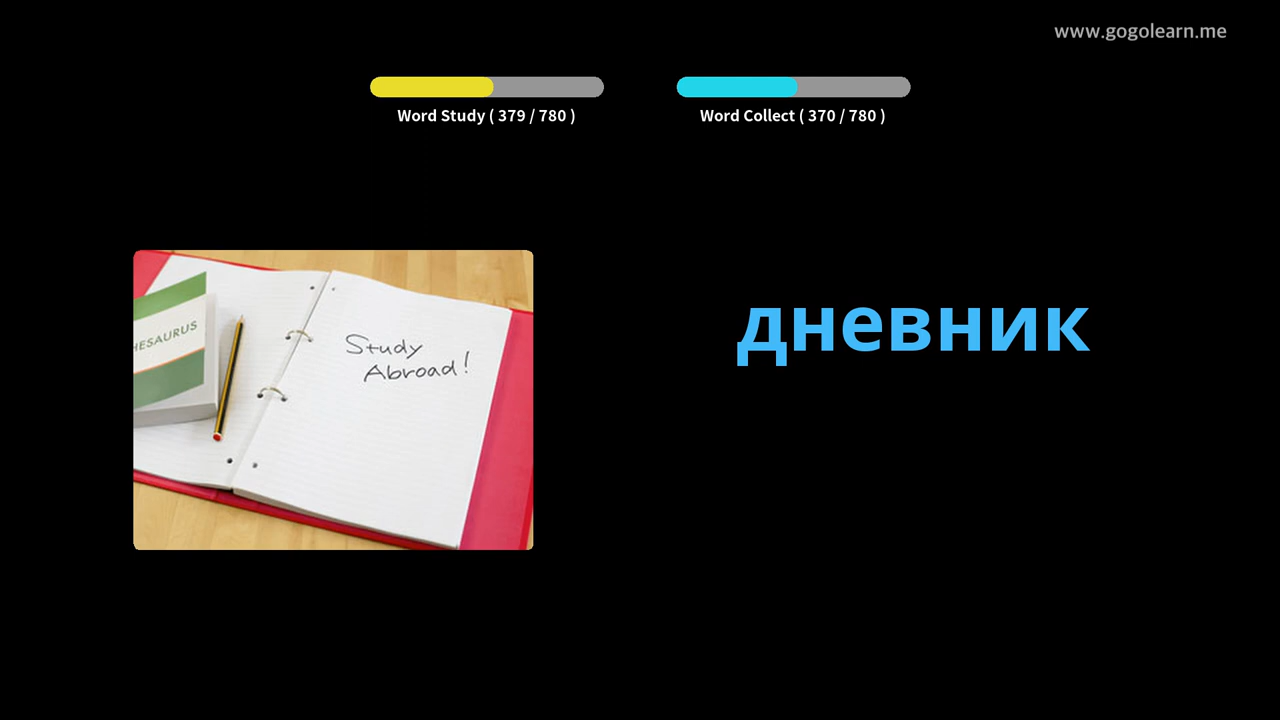 www.gogolearn.me
Word Study ( 379 / 780 )
Word Collect ( 370 / 780 )
HESAURUS
Study
Abroad!
дневник